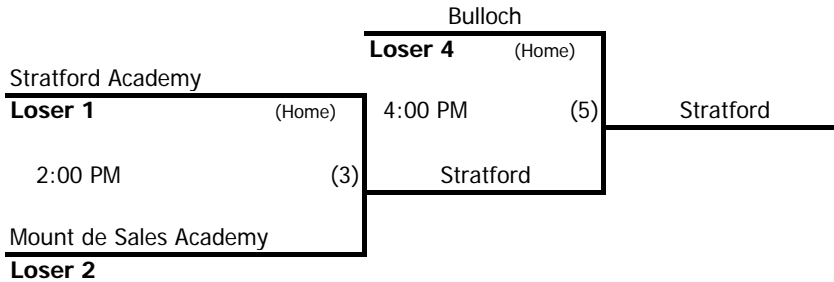 Bulloch
Loser 4 (Home)
Stratford Academy
Loser 1 (Home)
4:00 PM (5)
Stratford
2:00 PM (3)
Stratford
Mount de Sales Academy
Loser 2